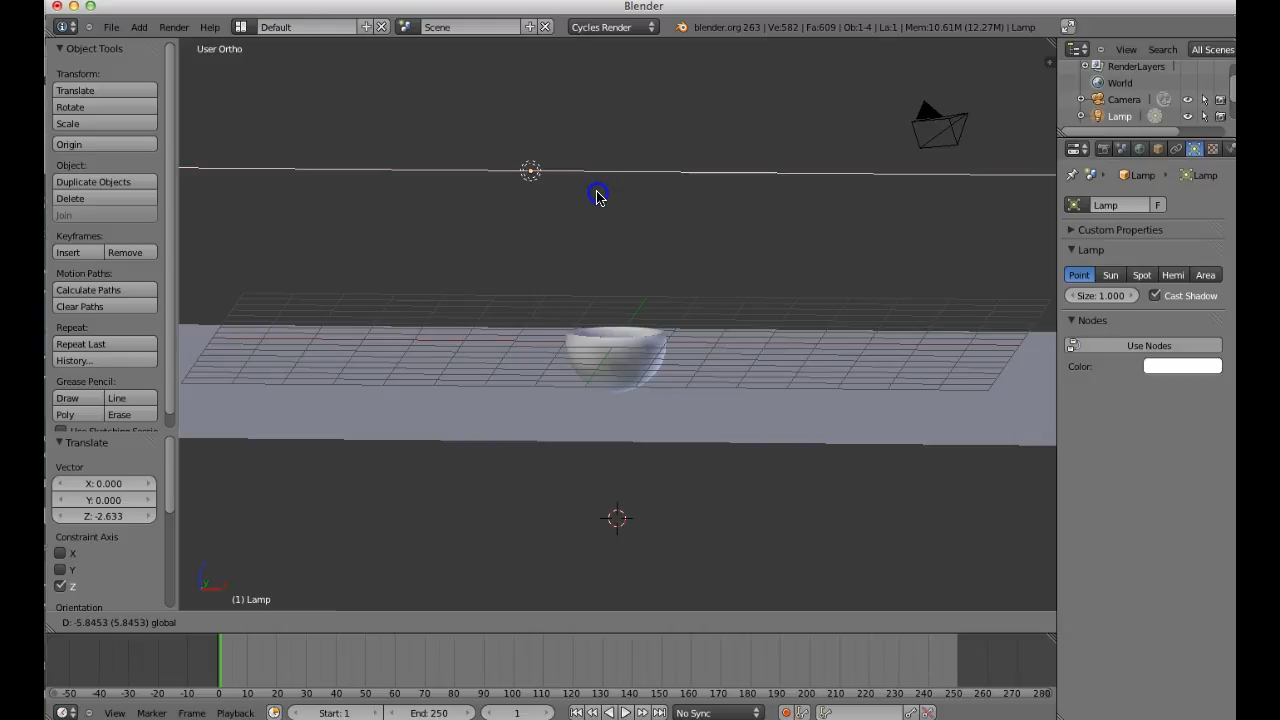 Blender
File Add Render Help Default Scene Cycles Render blender.org 263 | Ve:582 | Fa:609 | Ob:1-4 | La:1 | Mem:10.61M (12.27M) | Lamp
Object Tools
Transform:
Translate
Rotate
Scale
Origin
Object:
Duplicate Objects
Delete
Join
Keyframes:
Insert Remove
Motion Paths:
Calculate Paths
Clear Paths
Repeat:
Repeat Last
History...
Grease Pencil:
Draw Line
Poly Erase
Translate
Vector
X: 0.000
Y: 0.000
Z: -2.633
Constraint Axis
X
Y
Z
Orientation
User Ortho
(1) Lamp
D: -5.8453 (5.8453) global
View Search All Scenes
RenderLayers
World
Camera
Lamp
Lamp Lamp
Lamp F
Custom Properties
Lamp
Point Sun Spot Hemi Area
Size: 1.000 Cast Shadow
Nodes
Use Nodes
Color:
-50 -40 -30 -20 -10 0 10 20 30 40 50 60 70 80 90 100 110 120 130 140 150 160 170 180 190 200 210 220 230 240 250 260 270 280
View Marker Frame Playback Start: 1 End: 250 1 No Sync